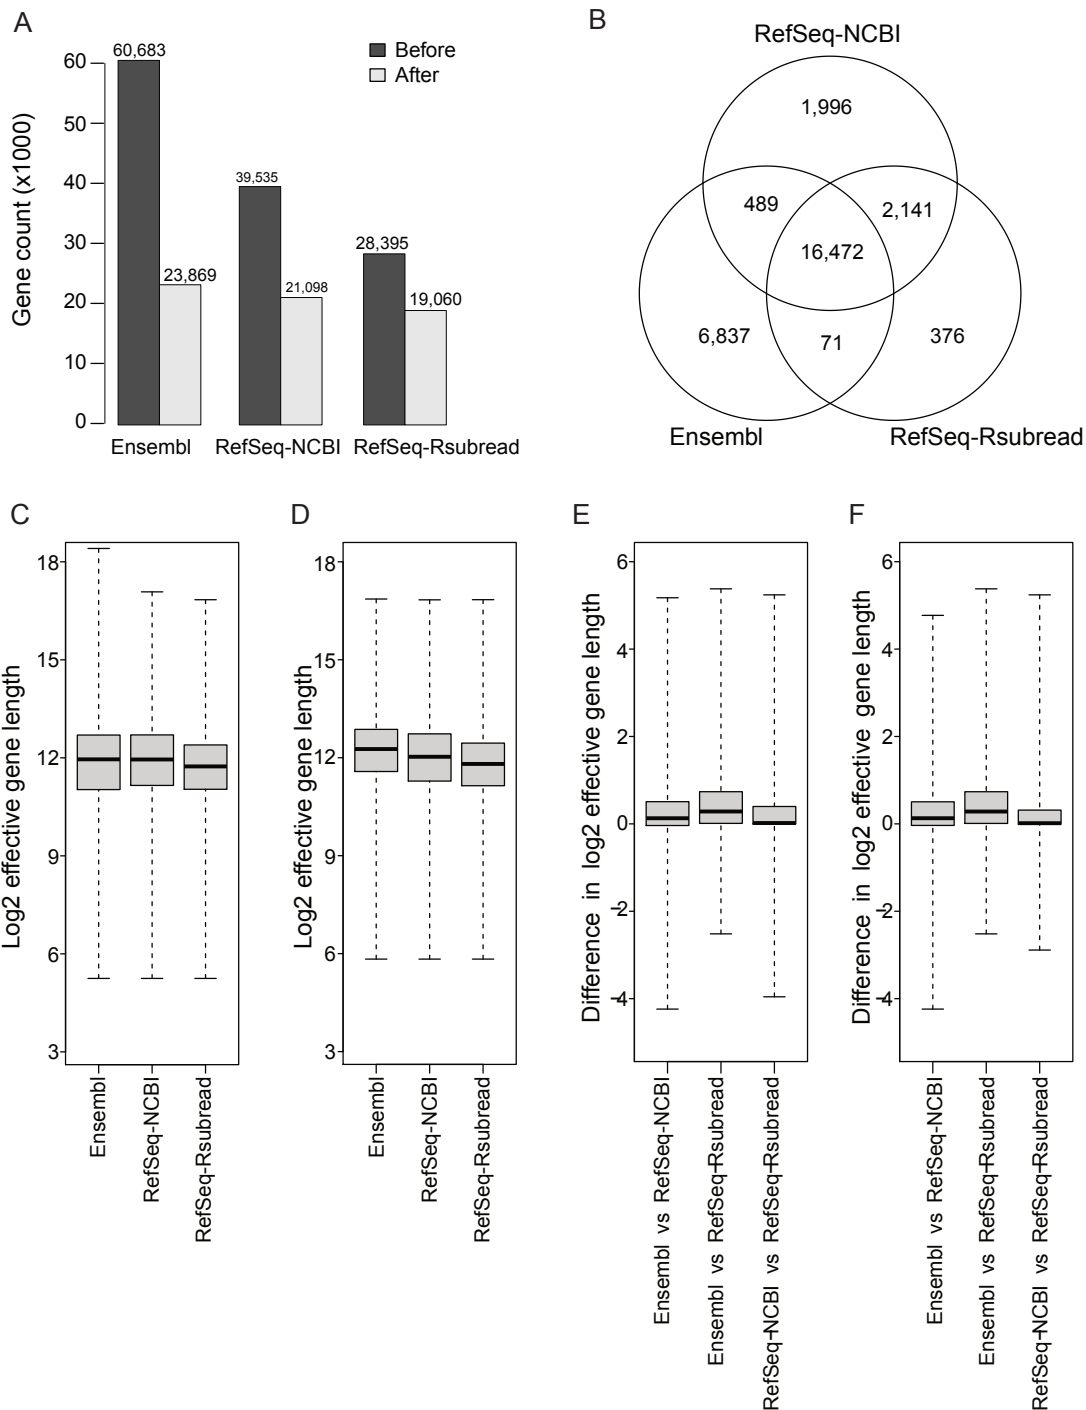 A
60,683
Before
After
60
50
40
30
20
10
0
Gene count (x1000)
39,535
28,395
23,869
21,098
19,060
Ensembl
RefSeq-NCBI
RefSeq-Rsubread
B
RefSeq-NCBI
1,996
489
2,141
16,472
6,837
71
376
Ensembl
RefSeq-Rsubread
C
18
15
12
9
6
3
Log2 effective gene length
Ensembl
RefSeq-NCBI
RefSeq-Rsubread
D
18
15
12
9
6
3
Log2 effective gene length
Ensembl
RefSeq-NCBI
RefSeq-Rsubread
E
6
4
2
0
−2
−4
Difference in log2 effective gene length
Ensembl vs RefSeq-NCBI
Ensembl vs RefSeq-Rsubread
RefSeq-NCBI vs RefSeq-Rsubread
F
6
4
2
0
−2
−4
Difference in log2 effective gene length
Ensembl vs RefSeq-NCBI
Ensembl vs RefSeq-Rsubread
RefSeq-NCBI vs RefSeq-Rsubread